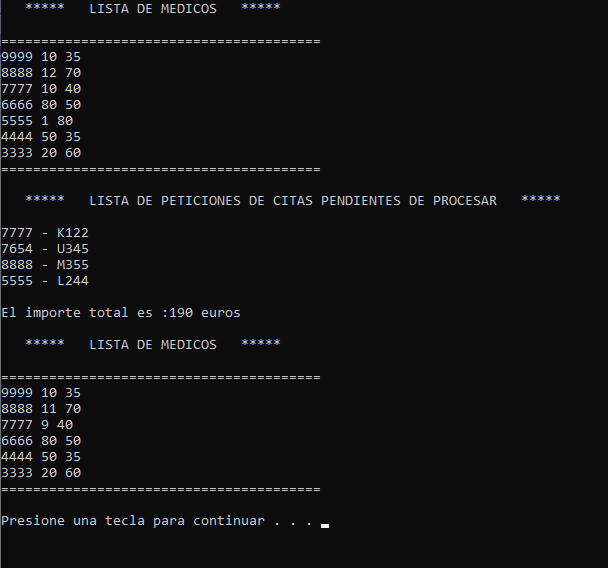 ***** LISTA DE MEDICOS *****
========================================
9999 10 35
8888 12 70
7777 10 40
6666 80 50
5555 1 80
4444 50 35
3333 20 60
========================================
***** LISTA DE PETICIONES DE CITAS PENDIENTES DE PROCESAR *****
7777 - K122
7654 - U345
8888 - M355
5555 - L244
El importe total es :190 euros
***** LISTA DE MEDICOS *****
========================================
9999 10 35
8888 11 70
7777 9 40
6666 80 50
4444 50 35
3333 20 60
========================================
Presione una tecla para continuar . . .